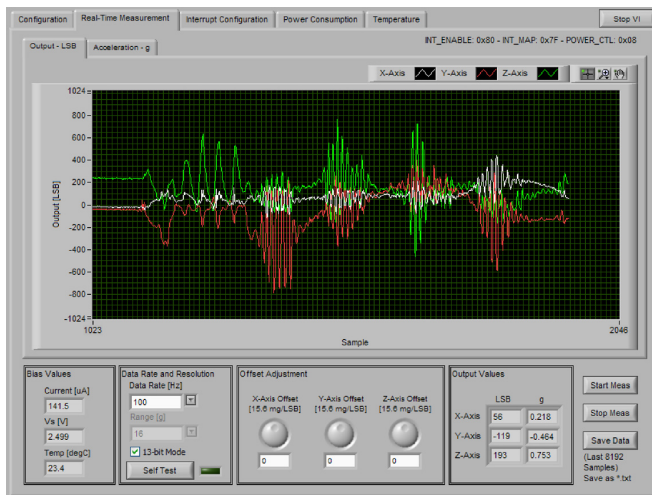 Configuration Real-Time Measurement Interrupt Configuration Power Consumption Temperature Stop VI
Output - LSB Acceleration - g INT_ENABLE: 0x80 - INT_MAP: 0x7F - POWER_CTL: 0x08
X-Axis Y-Axis Z-Axis
1024
800
600
400
200
0
-200
-400
-600
-800
-1024
Output [LSB]
1023 2046
Sample
Bias Values
Current [uA]
141.5
Vs [V]
2.499
Temp [degC]
23.4
Data Rate and Resolution
Data Rate [Hz]
100
Range [g]
16
13-bit Mode
Self Test
Offset Adjustment
X-Axis Offset Y-Axis Offset Z-Axis Offset
[15.6 mg/LSB] [15.6 mg/LSB] [15.6 mg/LSB]
0 0 0
Output Values
LSB g
X-Axis 56 0.218
Y-Axis -119 -0.464
Z-Axis 193 0.753
Start Meas
Stop Meas
Save Data
(Last 8192
Samples)
Save as *.txt